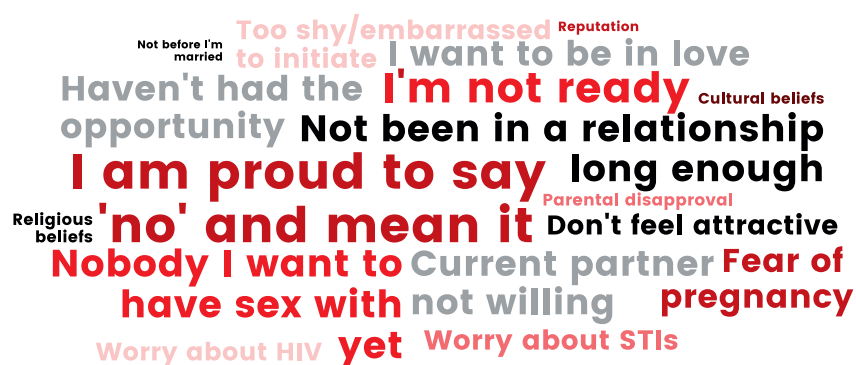 Too shy/embarrassed
to initiate
Reputation
Not before I'm
married
I want to be in love
Haven't had the
opportunity
I'm not ready
Cultural beliefs
Not been in a relationship
long enough
I am proud to say
'no' and mean it
Parental disapproval
Religious
beliefs
Don't feel attractive
Nobody I want to
have sex with
yet
Current partner
not willing
Fear of
pregnancy
Worry about HIV
Worry about STIs